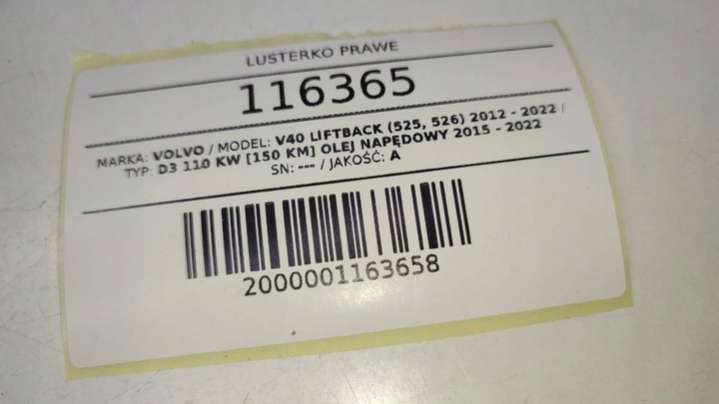 LUSTERKO PRAWE
116365
MARKA: VOLVO / MODEL: V40 LIFTBACK (525, 526) 2012 - 2022 /
TYP: D3 110 KW [150 KM] OLEJ NAPĘDOWY 2015 - 2022
SN: --- / JAKOŚĆ: A
2000001163658